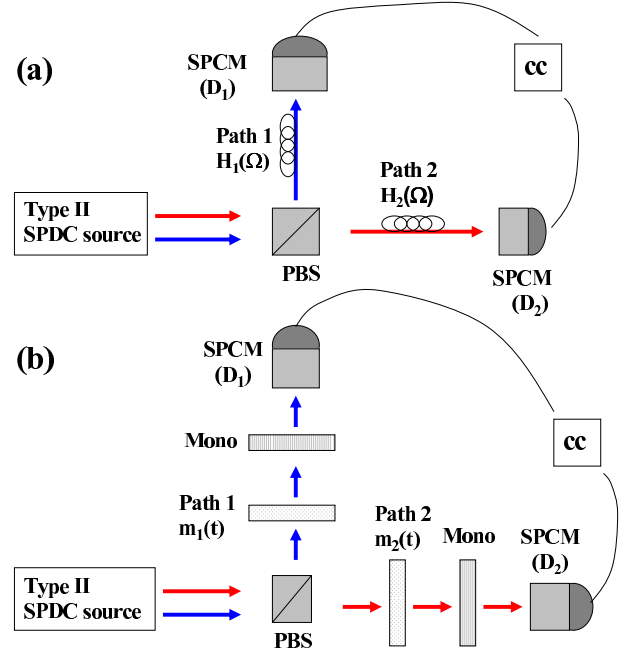 (a)
SPCM
(D1)
cc
Path 1
H1(Ω)
Path 2
H2(Ω)
Type II
SPDC source
PBS
SPCM
(D2)
(b)
SPCM
(D1)
cc
Mono
Path 1
m1(t)
Path 2
m2(t)
Mono
SPCM
(D2)
Type II
SPDC source
PBS